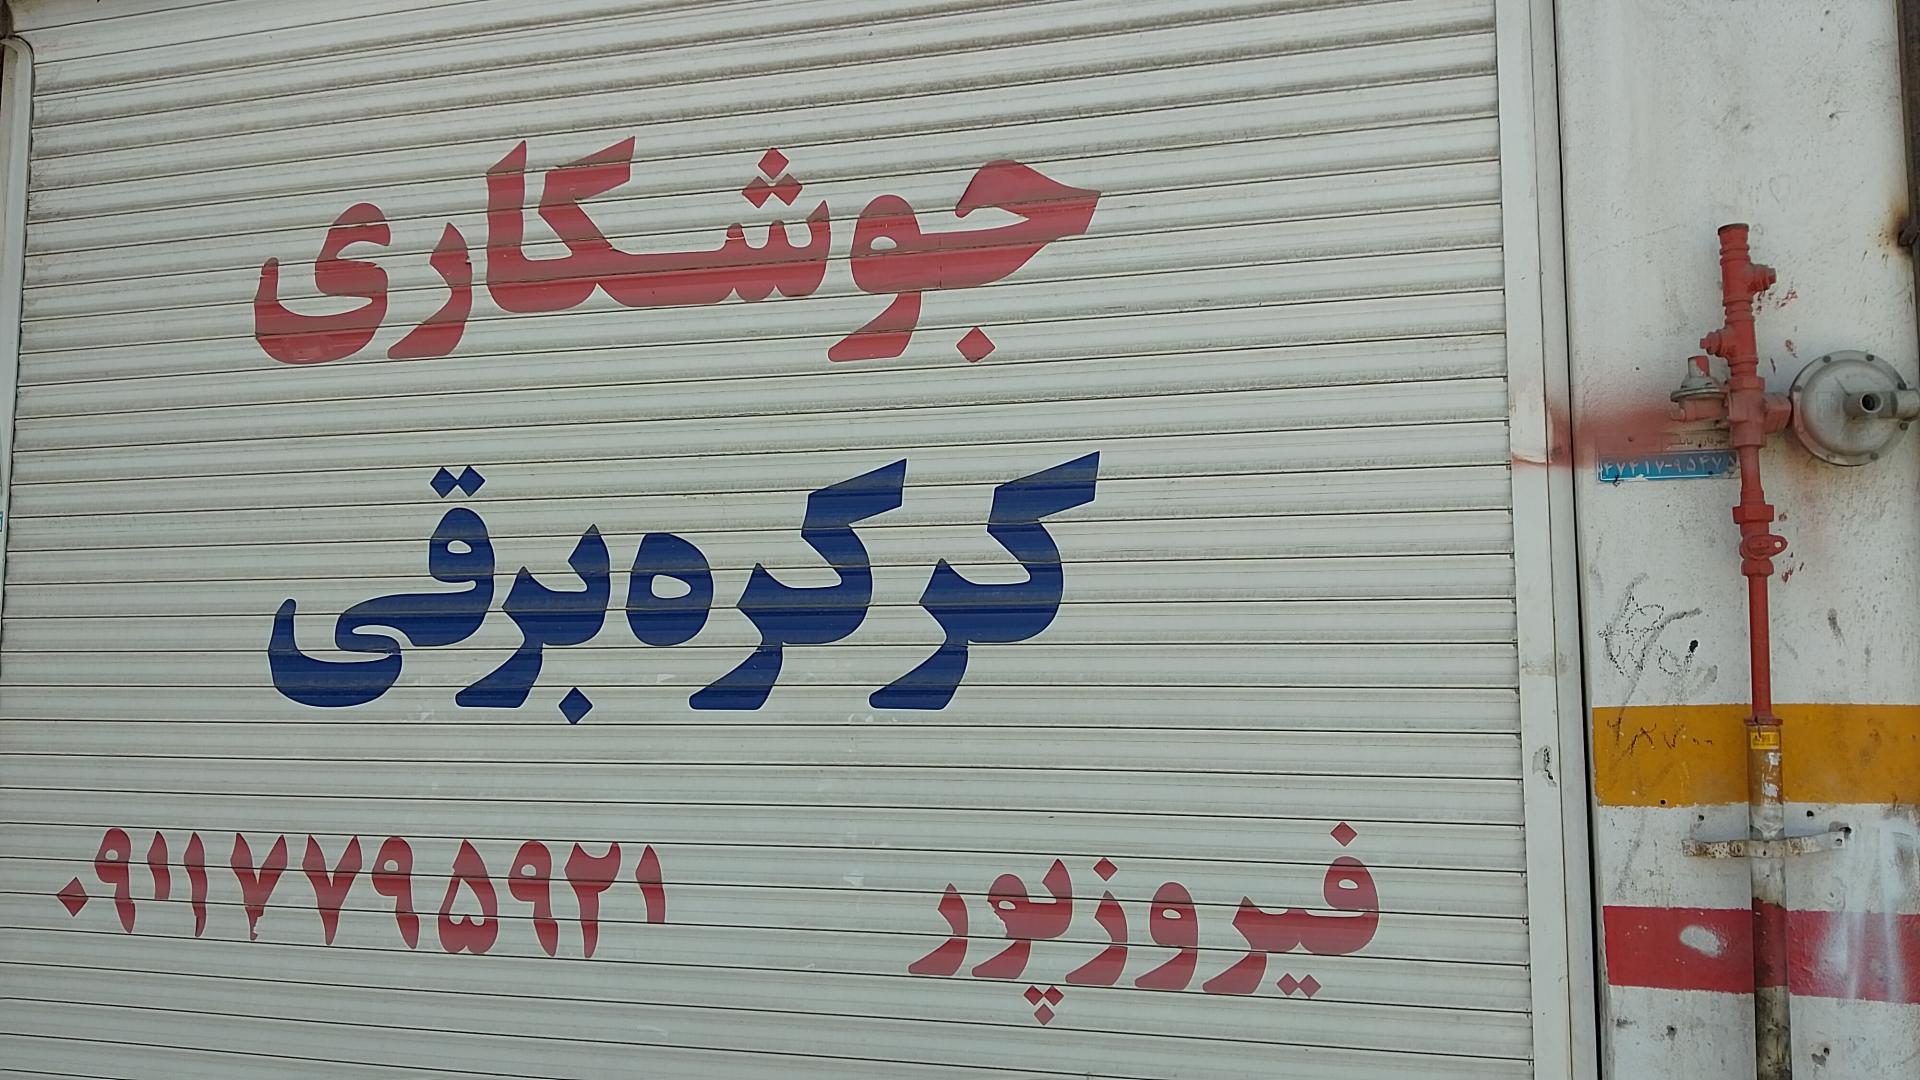 جوشکاری
کرکره برقی
فیروزپور ۰۹۱۱۷۷۹۵۹۲۱